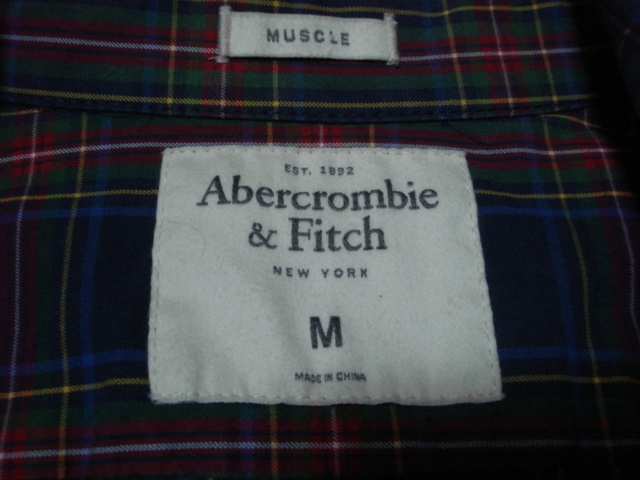 MUSCLE
EST. 1892
Abercrombie
& Fitch
NEW YORK
M
MADE IN CHINA